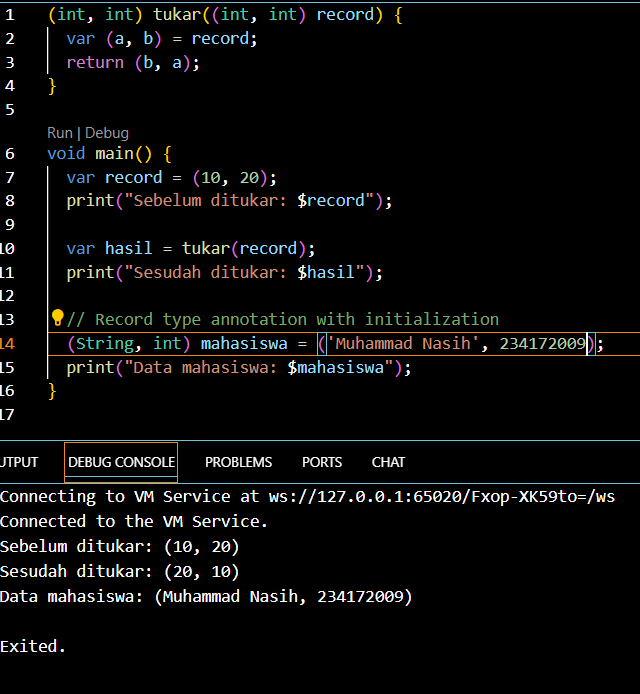 1 (int, int) tukar((int, int) record) {
2 var (a, b) = record;
3 return (b, a);
4 }
5
Run | Debug
6 void main() {
7 var record = (10, 20);
8 print("Sebelum ditukar: $record");
9
10 var hasil = tukar(record);
11 print("Sesudah ditukar: $hasil");
12
13 // Record type annotation with initialization
14 (String, int) mahasiswa = ('Muhammad Nasih', 234172009);
15 print("Data mahasiswa: $mahasiswa");
16 }
17
UTPUT DEBUG CONSOLE PROBLEMS PORTS CHAT
Connecting to VM Service at ws://127.0.0.1:65020/Fxop-XK59to=/ws
Connected to the VM Service.
Sebelum ditukar: (10, 20)
Sesudah ditukar: (20, 10)
Data mahasiswa: (Muhammad Nasih, 234172009)
Exited.